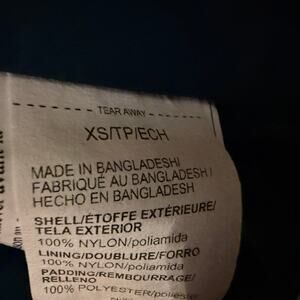 TEAR AWAY
XS/TP/ECH
MADE IN BANGLADESH/
FABRIQUÉ AU BANGLADESH/
HECHO EN BANGLADESH
SHELL/ÉTOFFE EXTÉRIEURE/
TELA EXTERIOR
100% NYLON/poliamida
LINING/DOUBLURE/FORRO
100% NYLON/poliamida
PADDING/REMBOURRAGE/
RELLENO
100% POLYESTER/poliéster